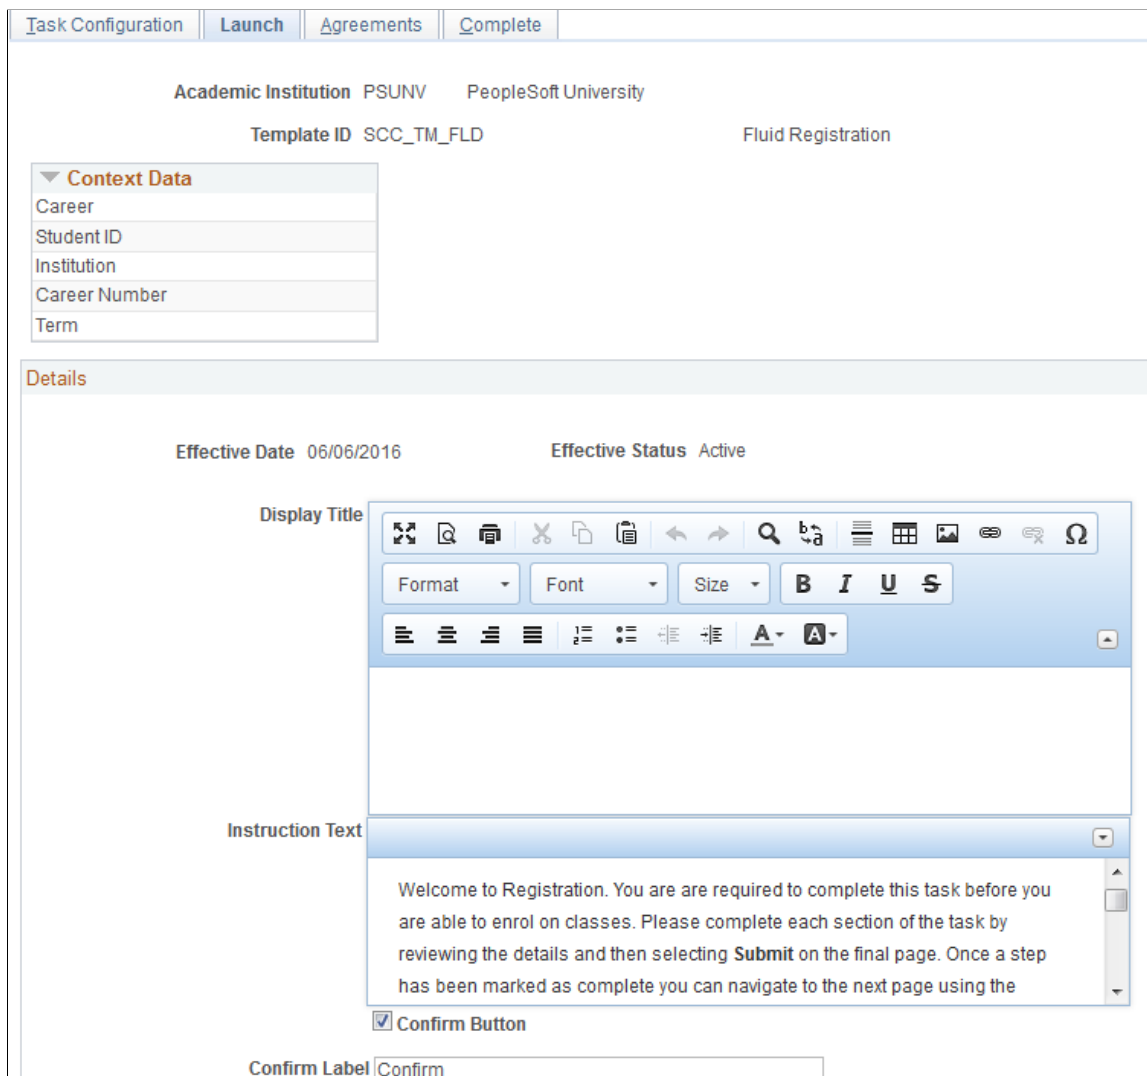 Task Configuration Launch Agreements Complete
Academic Institution PSUNV PeopleSoft University
Template ID SCC_TM_FLD Fluid Registration
Context Data
Career
Student ID
Institution
Career Number
Term
Details
Effective Date 06/06/2016 Effective Status Active
Display Title
Format Font Size B I U S
Instruction Text
Welcome to Registration. You are are required to complete this task before you
are able to enrol on classes. Please complete each section of the task by
reviewing the details and then selecting Submit on the final page. Once a step
has been marked as complete you can navigate to the next page using the
Confirm Button
Confirm Label Confirm